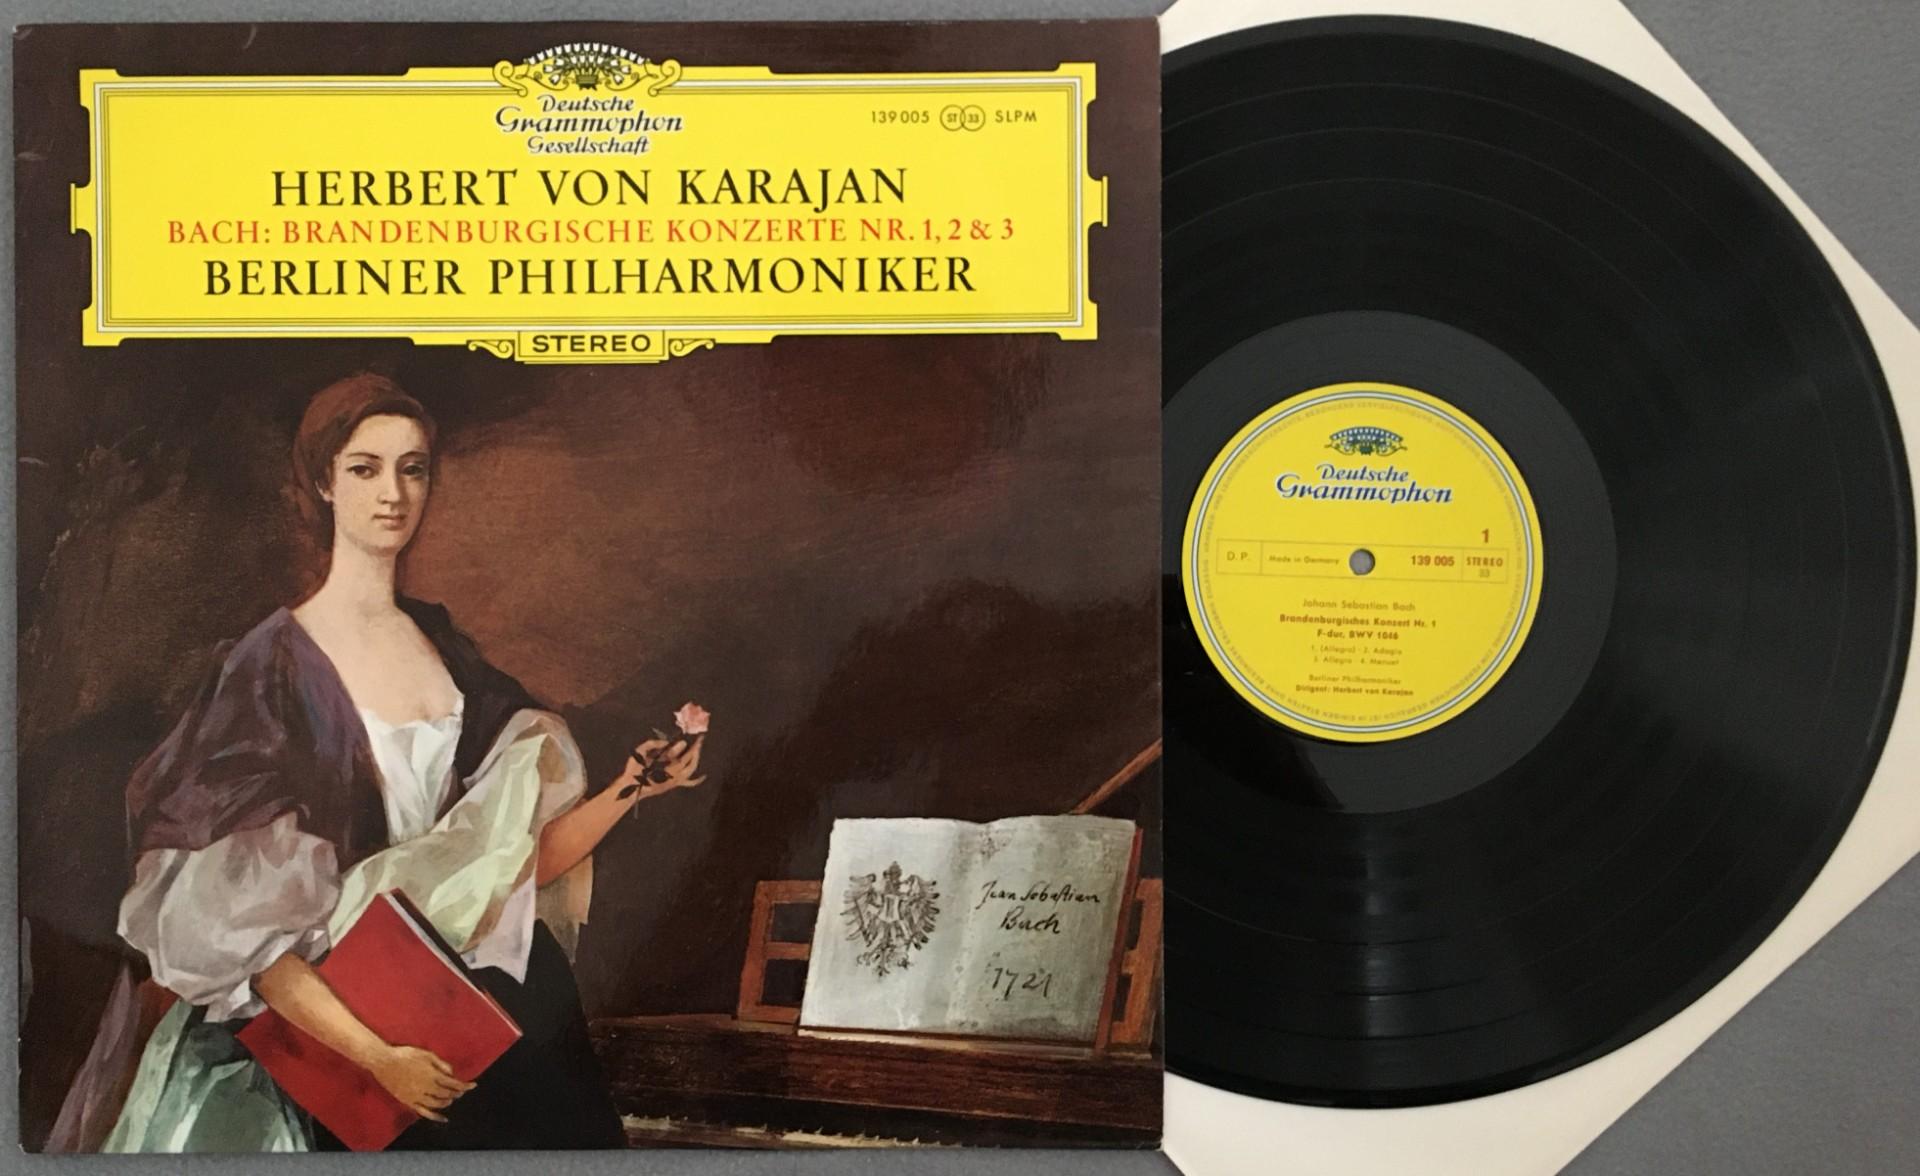 Deutsche
Grammophon
Gesellschaft
139 005 ST 33 SLPM
HERBERT VON KARAJAN
BACH: BRANDENBURGISCHE KONZERTE NR. 1, 2 & 3
BERLINER PHILHARMONIKER
STEREO
Jean Sebastian
Bach
1721
Deutsche
Grammophon
1
D. P. Made in Germany 139 005 STEREO
33
Johann Sebastian Bach
Brandenburgisches Konzert Nr. 1
F-dur, BWV 1046
1. (Allegro) · 2. Adagio
3. Allegro · 4. Menuet
Berliner Philharmoniker
Dirigent: Herbert von Karajan